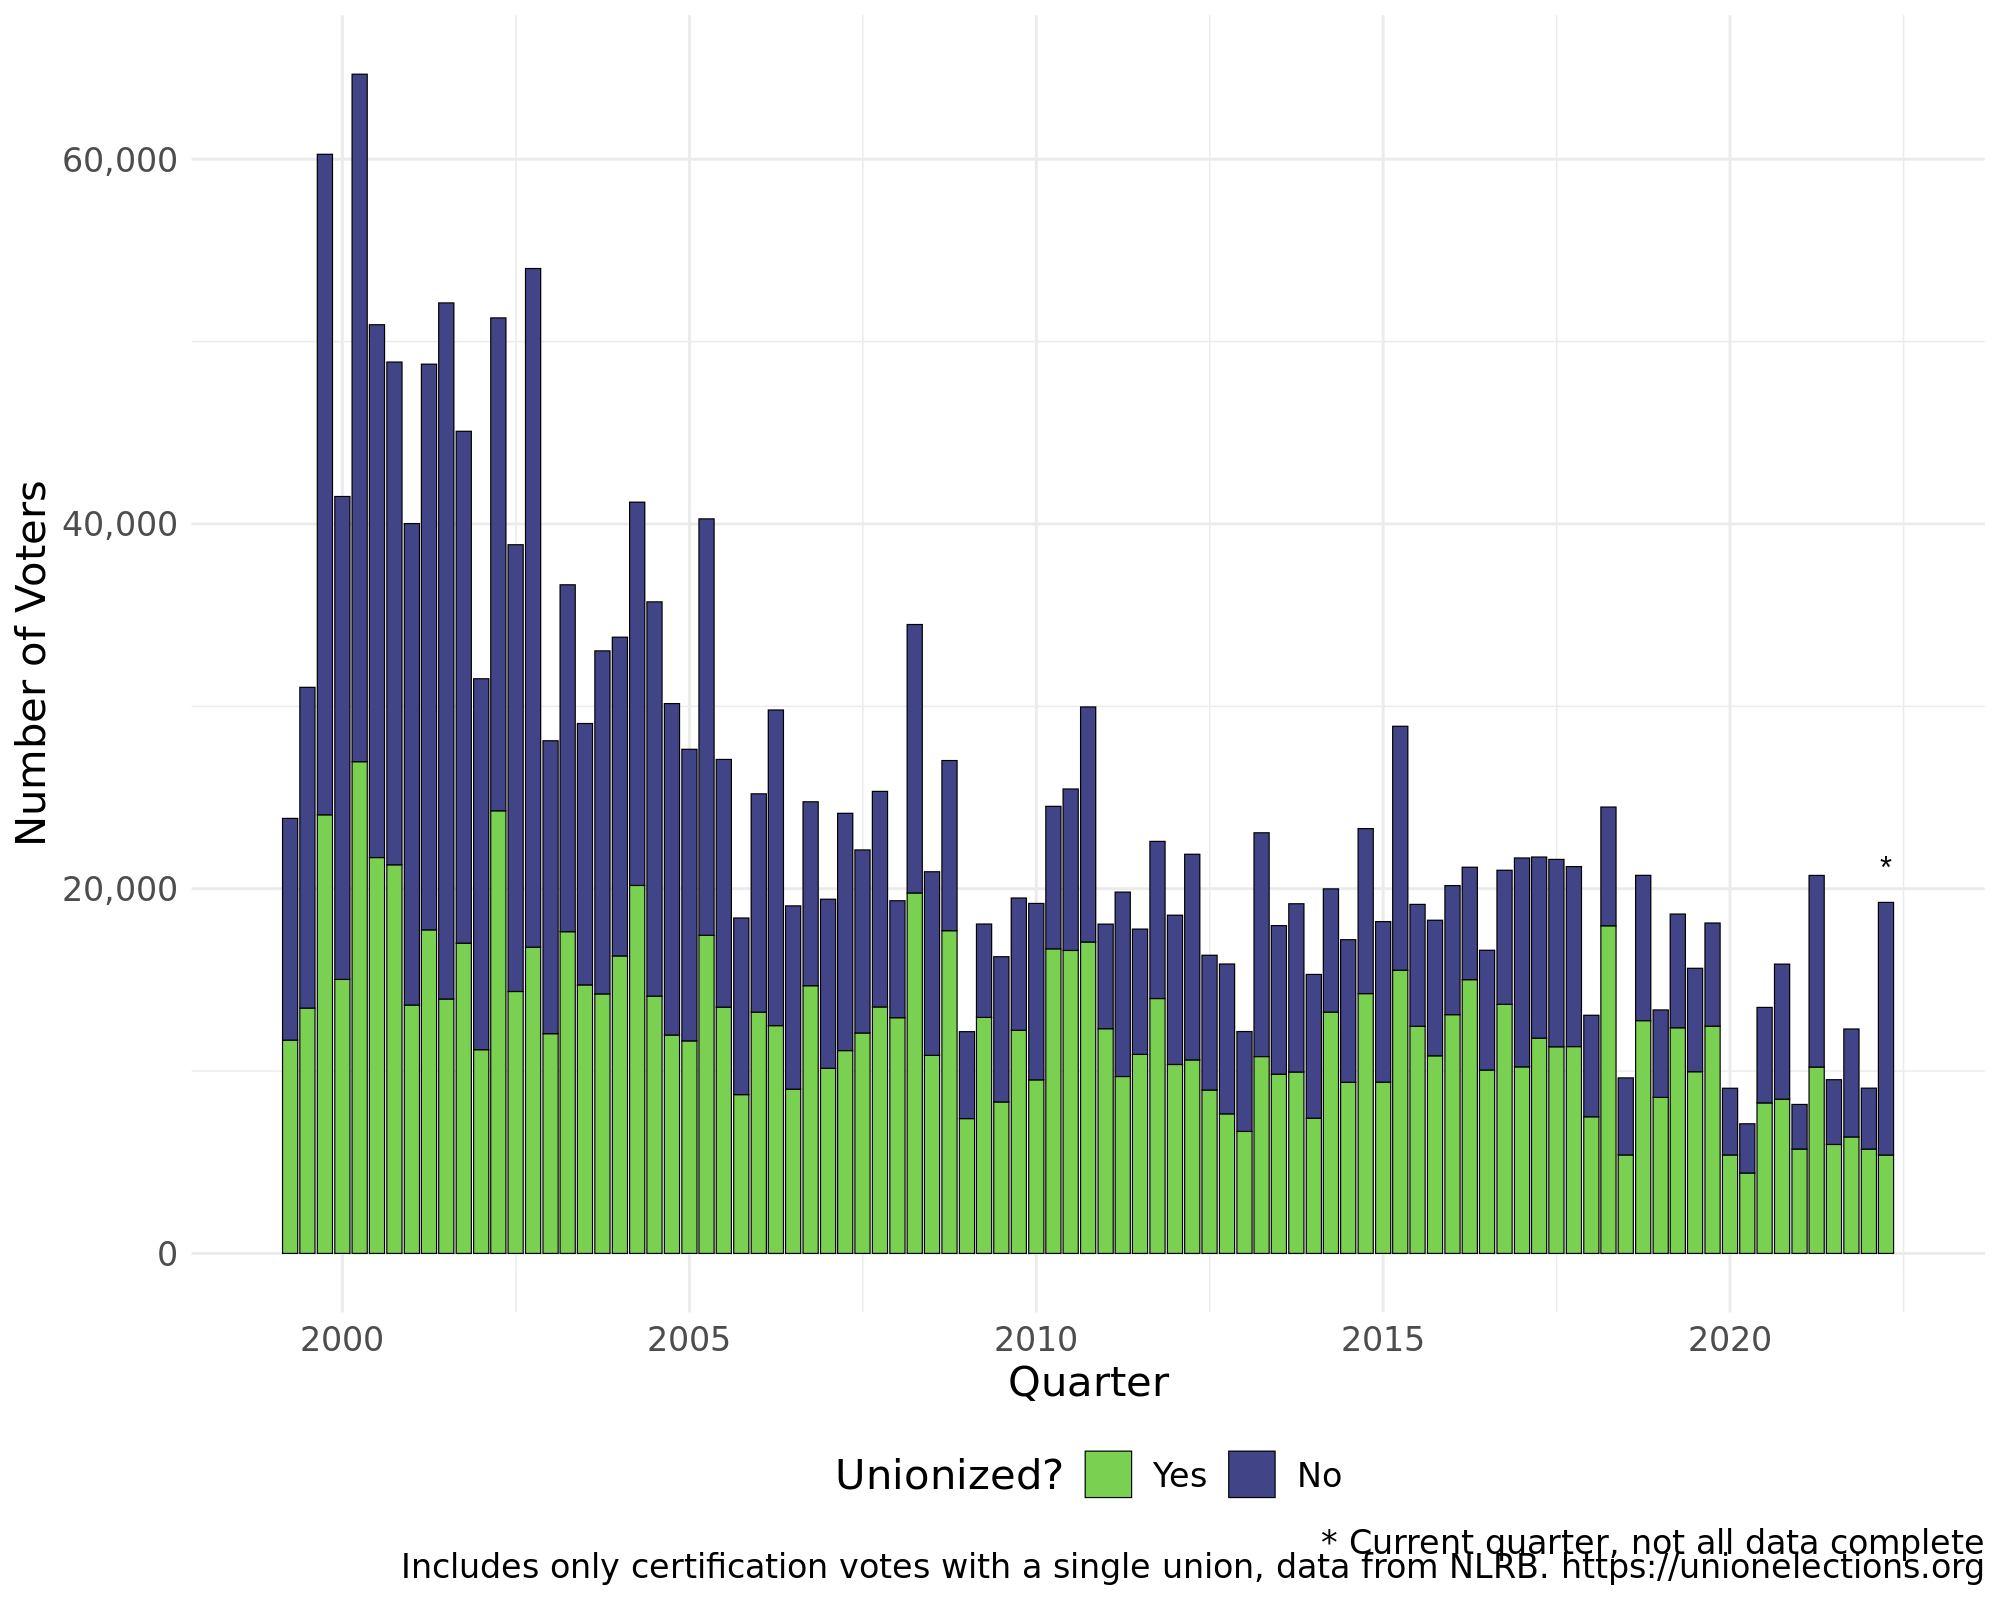 60,000
40,000
20,000
0
Number of Voters
*
2000 2005 2010 2015 2020
Quarter
Unionized? Yes No
* Current quarter, not all data complete
Includes only certification votes with a single union, data from NLRB. https://unionelections.org